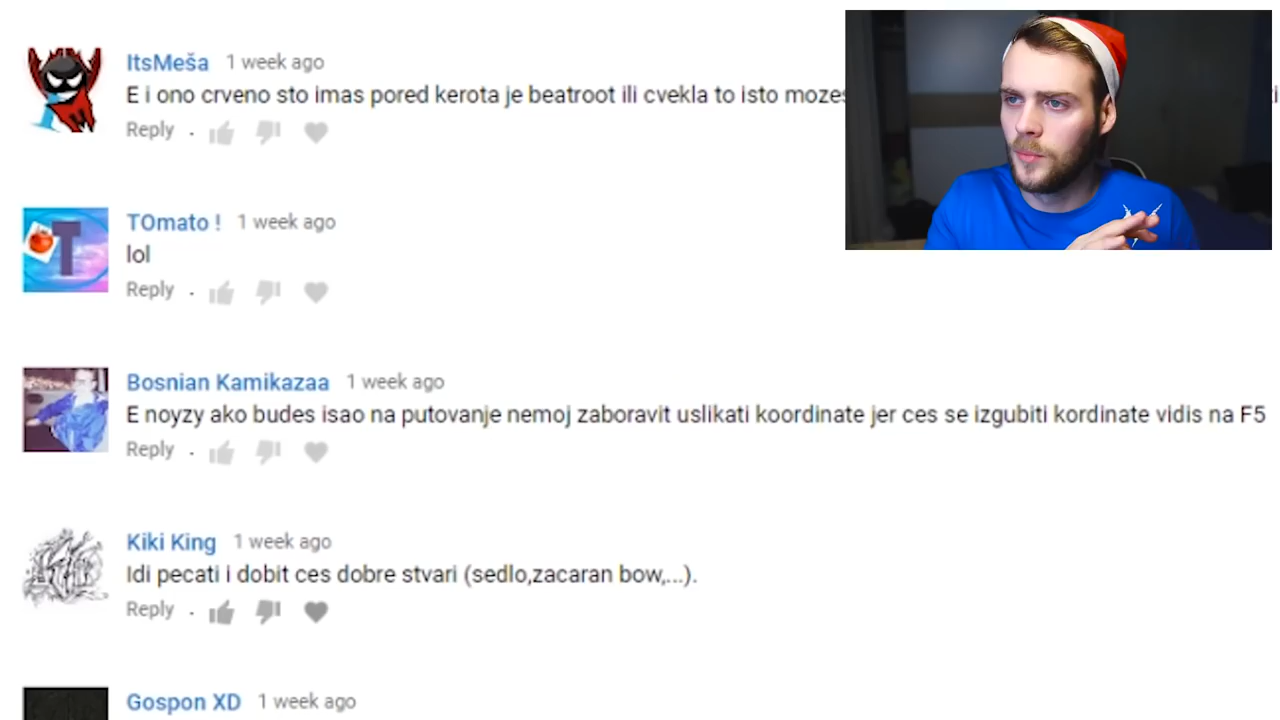 ItsMeša 1 week ago
E i ono crveno sto imas pored kerota je beatroot ili cvekla to isto mozes
Reply .
TOmato ! 1 week ago
lol
Reply .
Bosnian Kamikazaa 1 week ago
E noyzy ako budes isao na putovanje nemoj zaboravit uslikati koordinate jer ces se izgubiti kordinate vidis na F5
Reply .
Kiki King 1 week ago
Idi pecati i dobit ces dobre stvari (sedlo,zacaran bow,...).
Reply .
Gospon XD 1 week ago